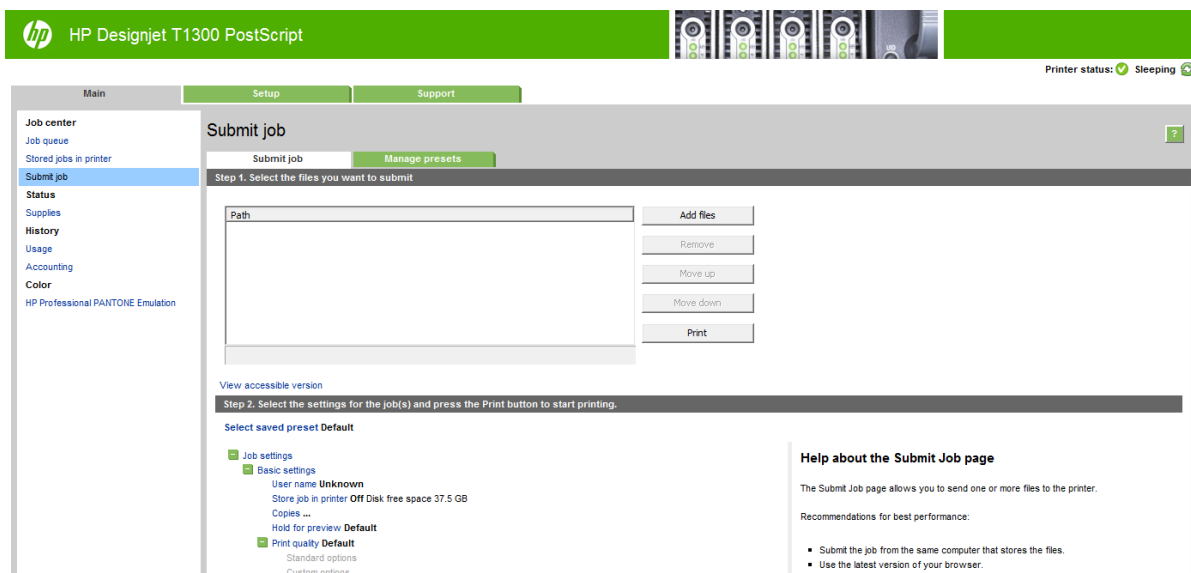 hp HP Designjet T1300 PostScript
UID
Printer status: Sleeping
Main Setup Support
Job center
Job queue
Stored jobs in printer
Submit job
Status
Supplies
History
Usage
Accounting
Color
HP Professional PANTONE Emulation
Submit job
?
Submit job Manage presets
Step 1. Select the files you want to submit
Path
Add files
Remove
Move up
Move down
Print
View accessible version
Step 2. Select the settings for the job(s) and press the Print button to start printing.
Select saved preset Default
Job settings
Basic settings
User name Unknown
Store job in printer Off Disk free space 37.5 GB
Copies ...
Hold for preview Default
Print quality Default
Standard options
Custom options
Help about the Submit Job page
The Submit Job page allows you to send one or more files to the printer.
Recommendations for best performance:
Submit the job from the same computer that stores the files.
Use the latest version of your browser.